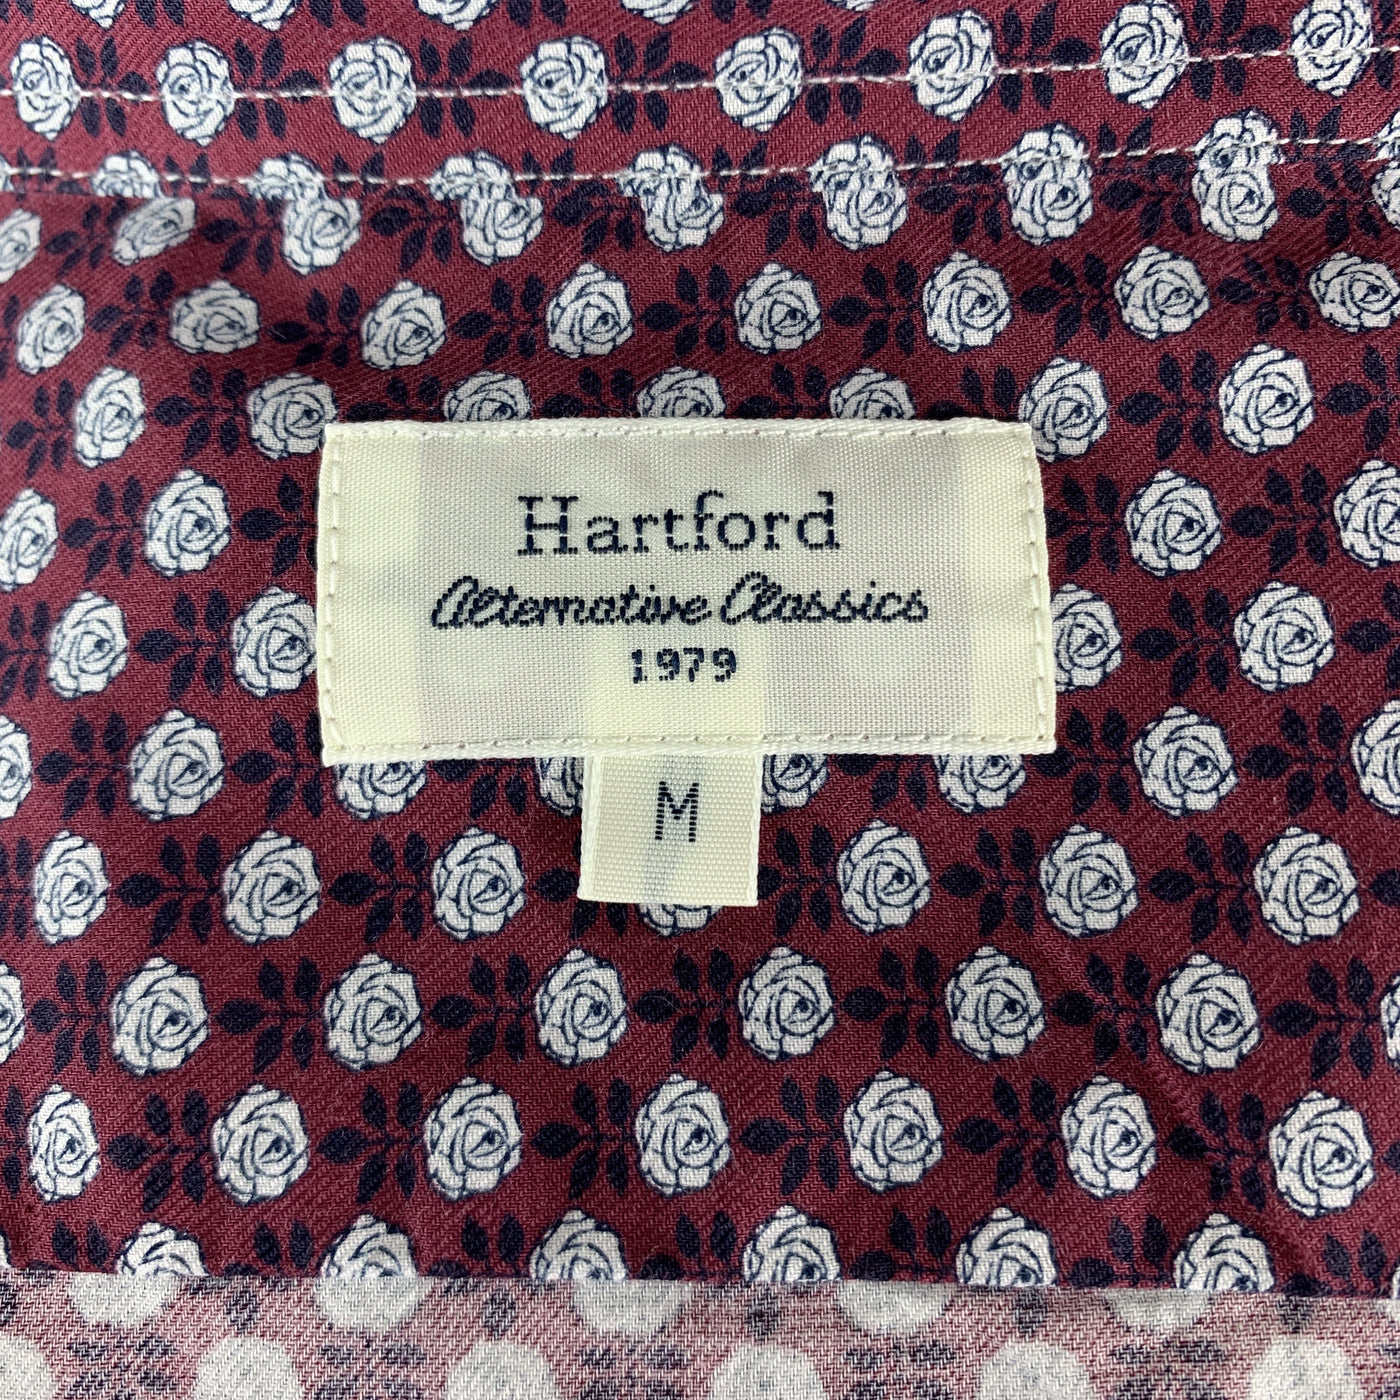 Hartford
Alternative Classics
1979
M